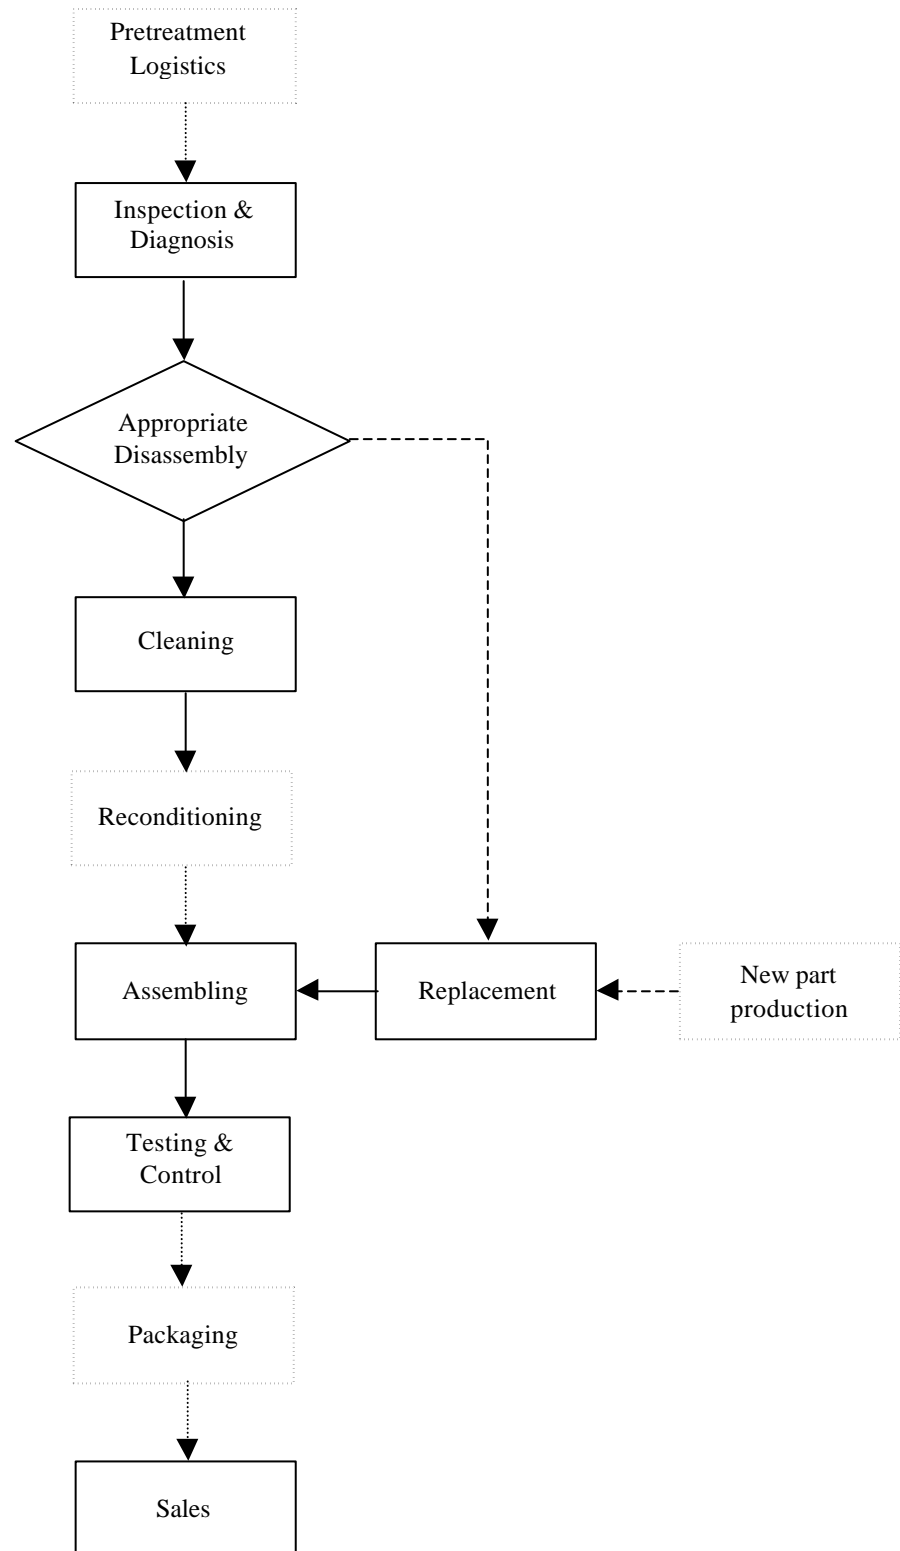 Pretreatment
Logistics
Inspection &
Diagnosis
Appropriate
Disassembly
Cleaning
Reconditioning
Assembling
Replacement
New part
production
Testing &
Control
Packaging
Sales